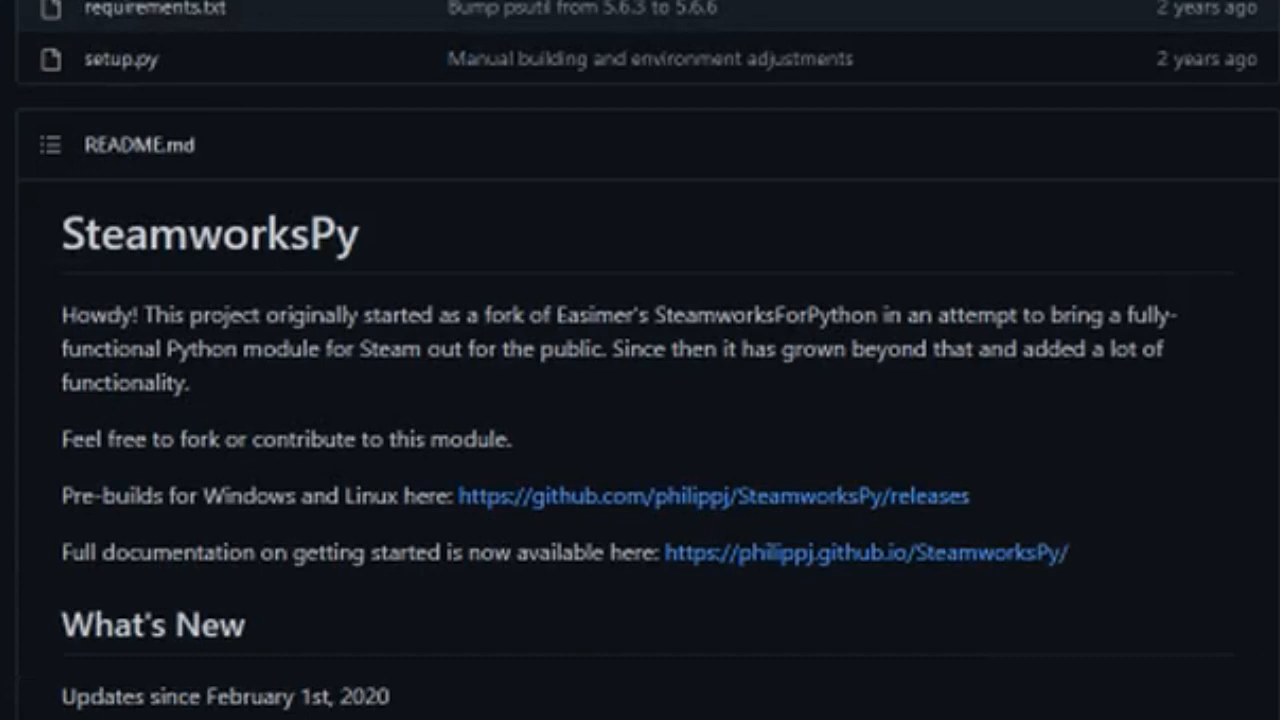 requirements.txt Bump psutil from 5.6.3 to 5.6.6 2 years ago
setup.py Manual building and environment adjustments 2 years ago
README.md
SteamworksPy
Howdy! This project originally started as a fork of Easimer's SteamworksForPython in an attempt to bring a fully-
functional Python module for Steam out for the public. Since then it has grown beyond that and added a lot of
functionality.
Feel free to fork or contribute to this module.
Pre-builds for Windows and Linux here: https://github.com/philippj/SteamworksPy/releases
Full documentation on getting started is now available here: https://philippj.github.io/SteamworksPy/
What's New
Updates since February 1st, 2020